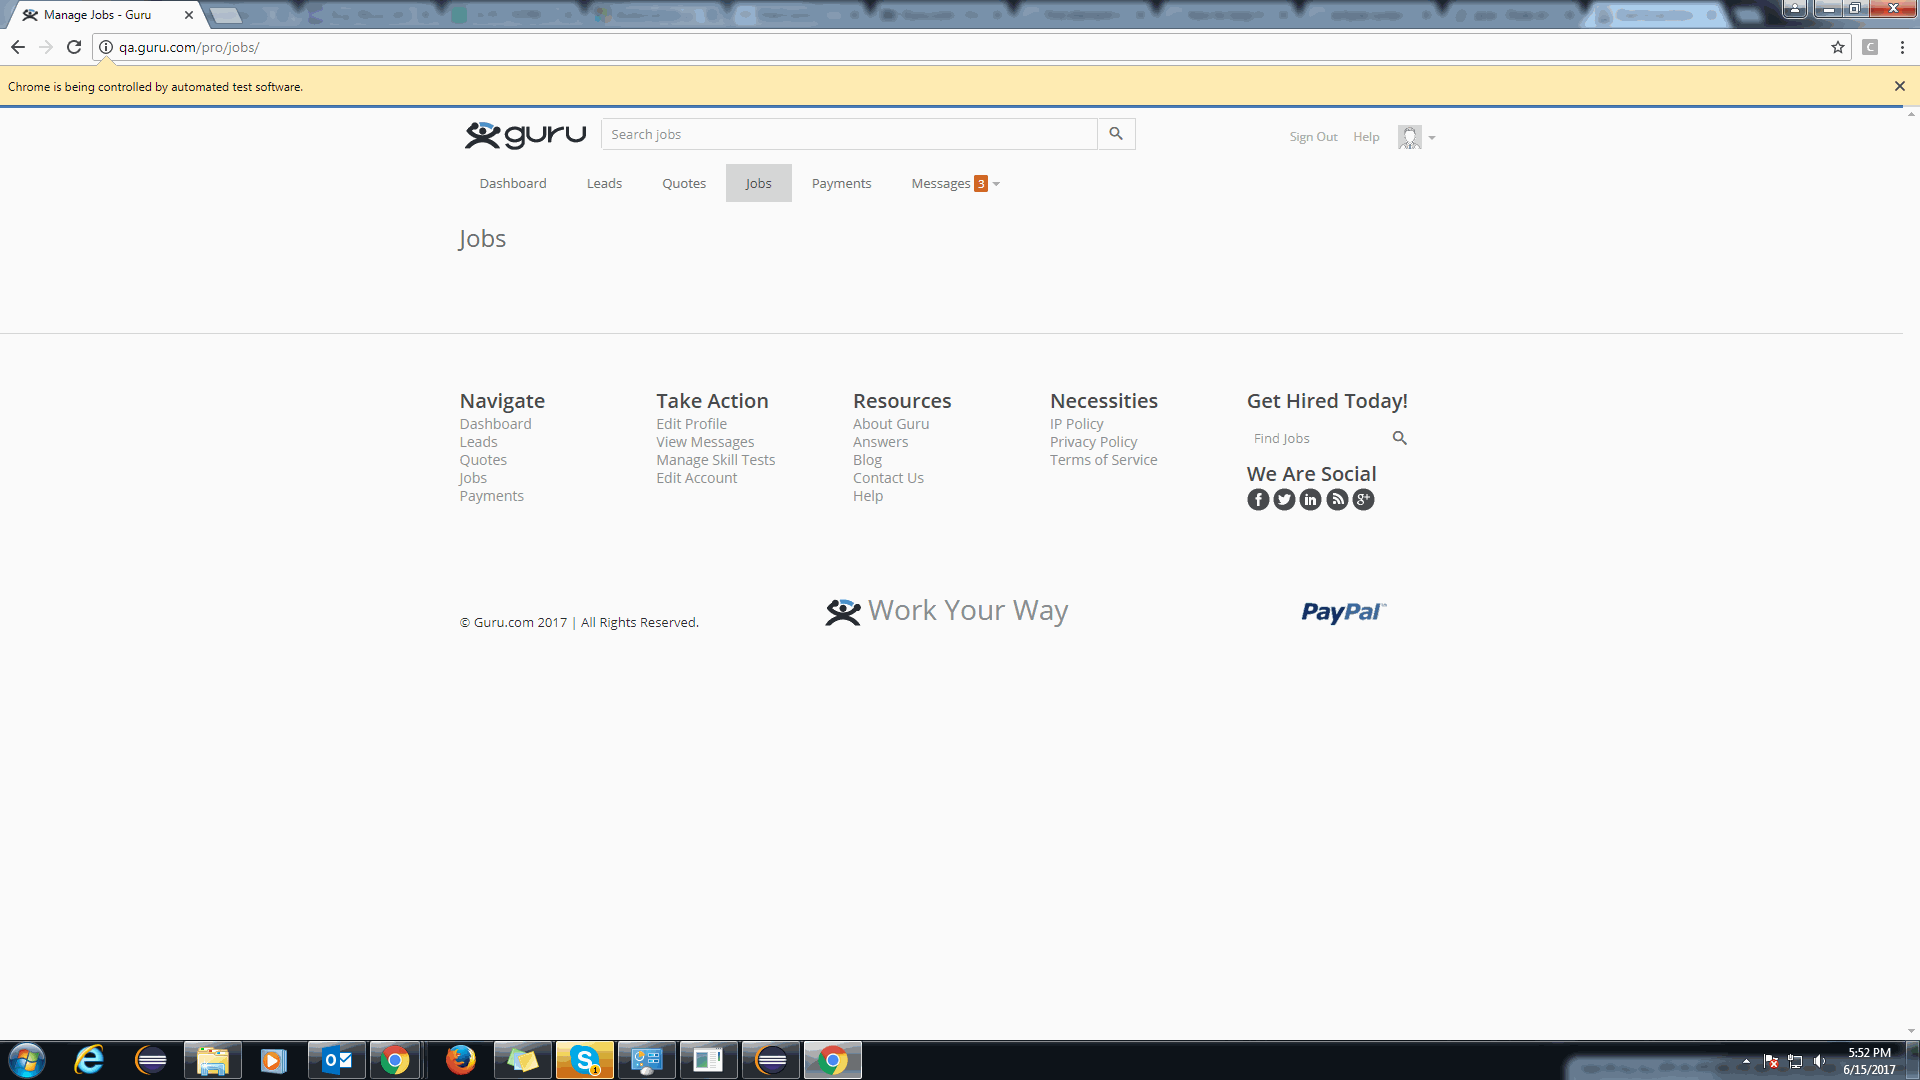 Manage Jobs - Guru
qa.guru.com/pro/jobs/
C
Chrome is being controlled by automated test software.
guru
Search jobs
Sign Out
Help
Dashboard
Leads
Quotes
Jobs
Payments
Messages 3
Jobs
Navigate
Dashboard
Leads
Quotes
Jobs
Payments
Take Action
Edit Profile
View Messages
Manage Skill Tests
Edit Account
Resources
About Guru
Answers
Blog
Contact Us
Help
Necessities
IP Policy
Privacy Policy
Terms of Service
Get Hired Today!
Find Jobs
We Are Social
© Guru.com 2017 | All Rights Reserved.
Work Your Way
PayPal™
1
5:52 PM
6/15/2017